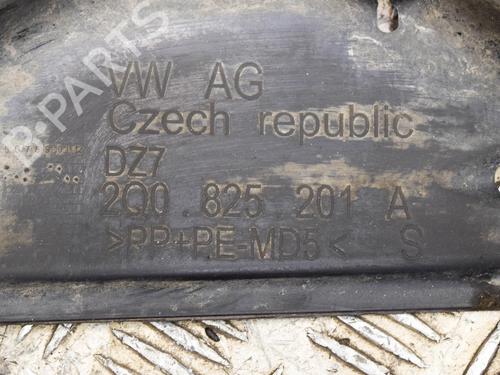 B-PARTS
VW AG
Czech republic
DZ7
2Q0 825 201 A
>PP+PE-MD5< S